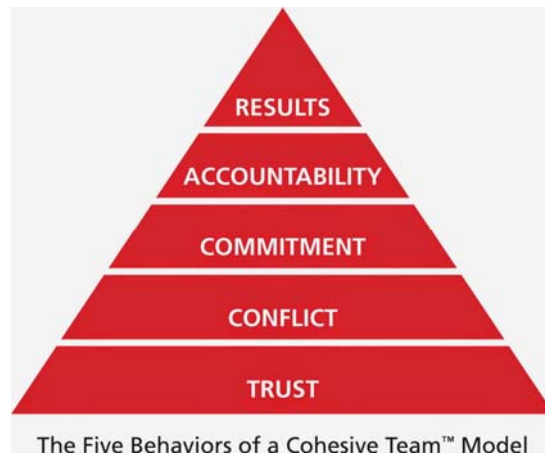 RESULTS
ACCOUNTABILITY
COMMITMENT
CONFLICT
TRUST
The Five Behaviors of a Cohesive Team™ Model